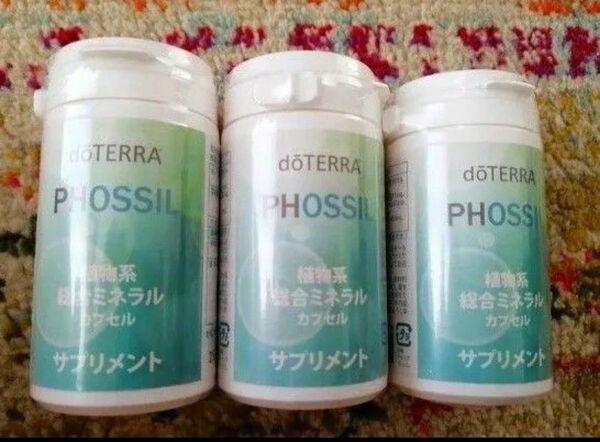 dōTERRA
PHOSSIL
植物系
総合ミネラル
カプセル
サプリメント
dōTERRA
PHOSSIL
植物系
総合ミネラル
カプセル
サプリメント
dōTERRA
PHOSSIL
植物系
総合ミネラル
カプセル
サプリメント